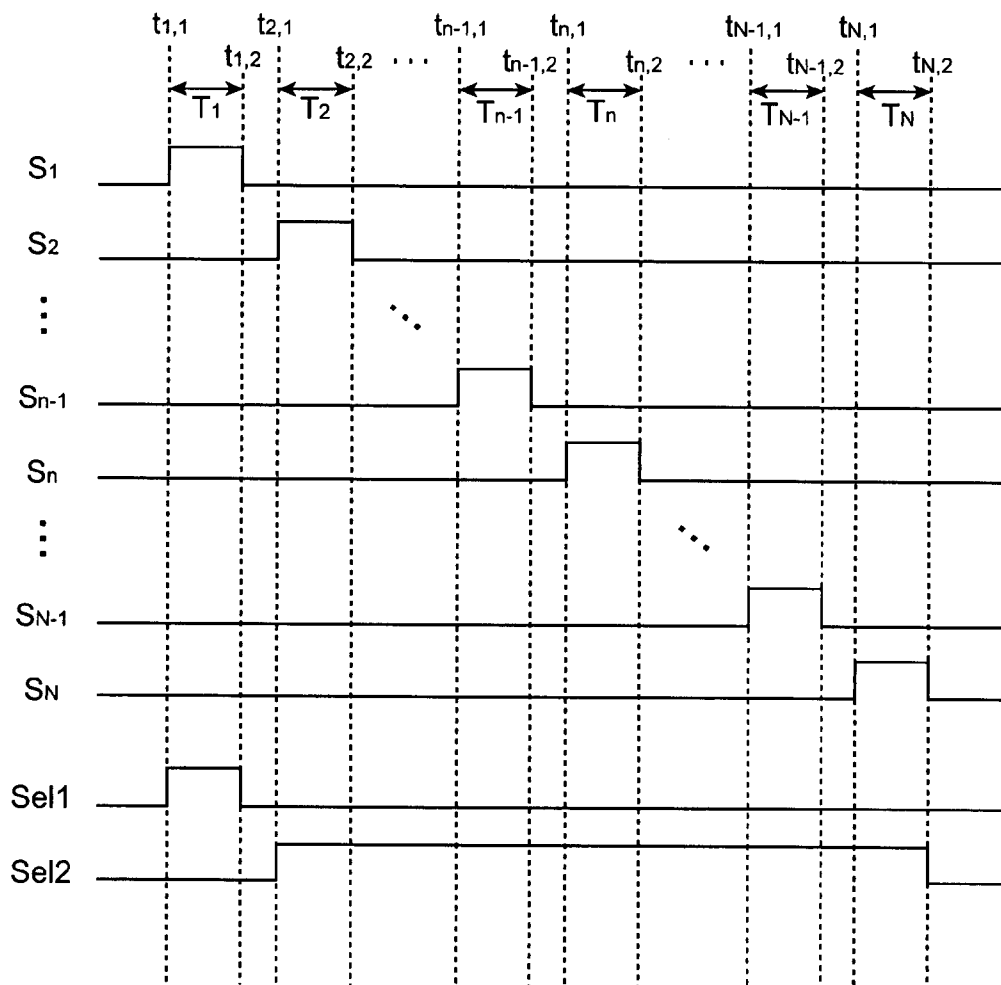 t1,1 t2,1 tn-1,1 tn,1 tN-1,1 tN,1
t1,2 t2,2 ···· tn-1,2 tn,2 ···· tN-1,2 tN,2
T1 T2 Tn-1 Tn TN-1 TN
S1
S2
Sn-1
Sn
SN-1
SN
Sel1
Sel2